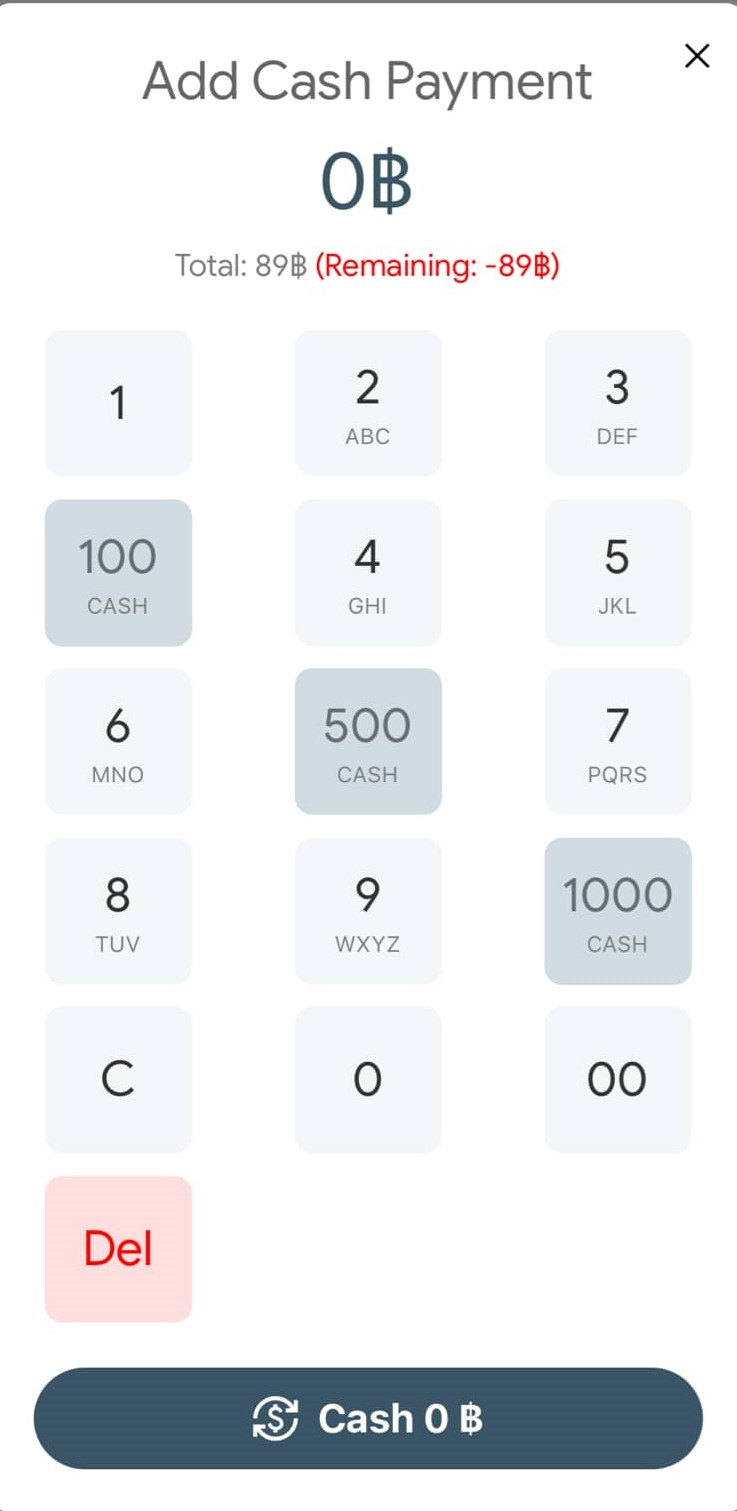 Add Cash Payment
0฿
Total: 89฿ (Remaining: -89฿)
1 2 3
ABC DEF
100 4 5
CASH GHI JKL
6 500 7
MNO CASH PQRS
8 9 1000
TUV WXYZ CASH
C 0 00
Del
Cash 0 ฿